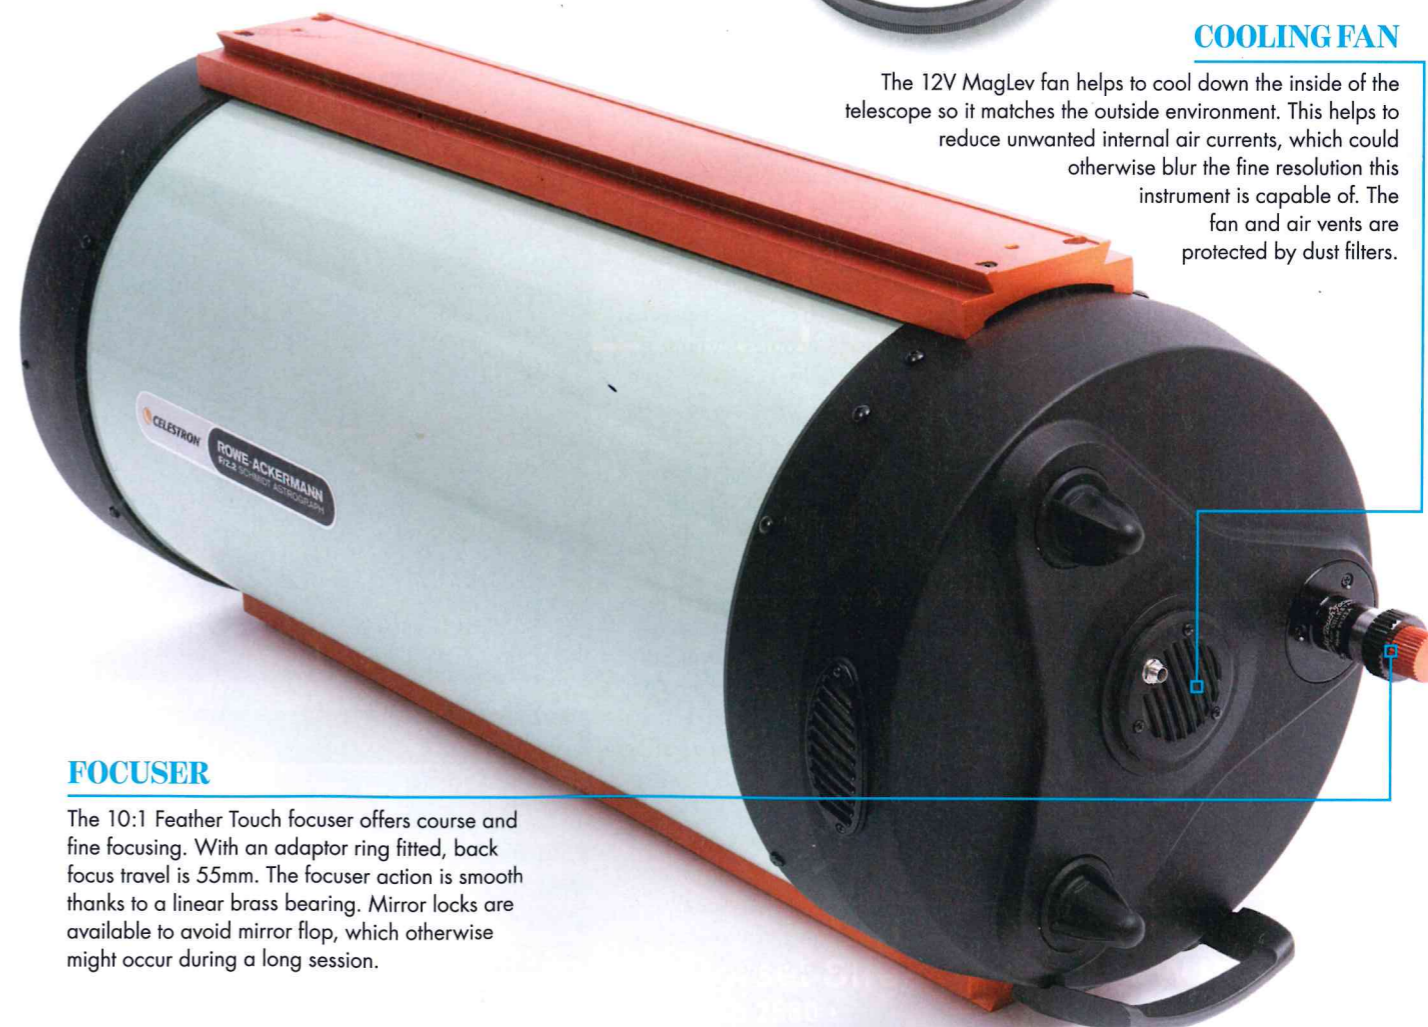 COOLING FAN
The 12V MagLev fan helps to cool down the inside of the
telescope so it matches the outside environment. This helps to
reduce unwanted internal air currents, which could
otherwise blur the fine resolution this
instrument is capable of. The
fan and air vents are
protected by dust filters.
CELESTRON
ROWE-ACKERMANN
F/2.2 SCHMIDT ASTROGRAPH
FOCUSER
The 10:1 Feather Touch focuser offers course and
fine focusing. With an adaptor ring fitted, back
focus travel is 55mm. The focuser action is smooth
thanks to a linear brass bearing. Mirror locks are
available to avoid mirror flop, which otherwise
might occur during a long session.